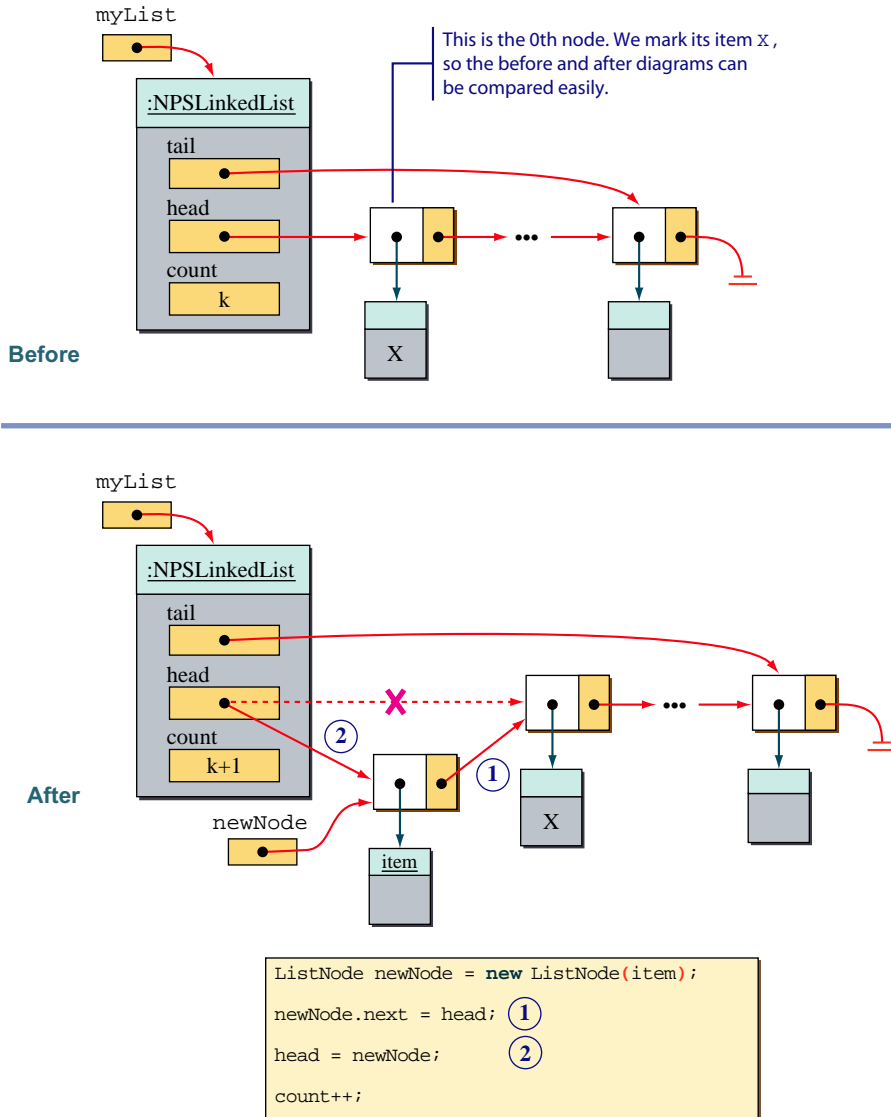 myList
This is the 0th node. We mark its item X,
so the before and after diagrams can
be compared easily.
:NPSLinkedList
tail
head
count
k
...
X
Before
myList
:NPSLinkedList
tail
head
...
count
2
k+1
1
After
X
newNode
item
ListNode newNode = new ListNode(item);
newNode.next = head; 1
head = newNode; 2
count++;